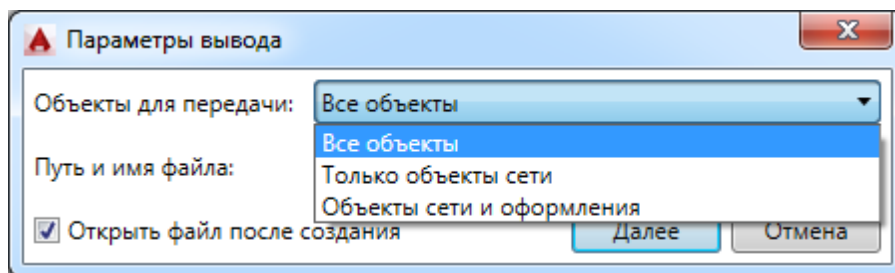 Параметры вывода
Объекты для передачи: Все объекты
Все объекты
Путь и имя файла:
Только объекты сети
Объекты сети и оформления
Открыть файл после создания Далее Отмена